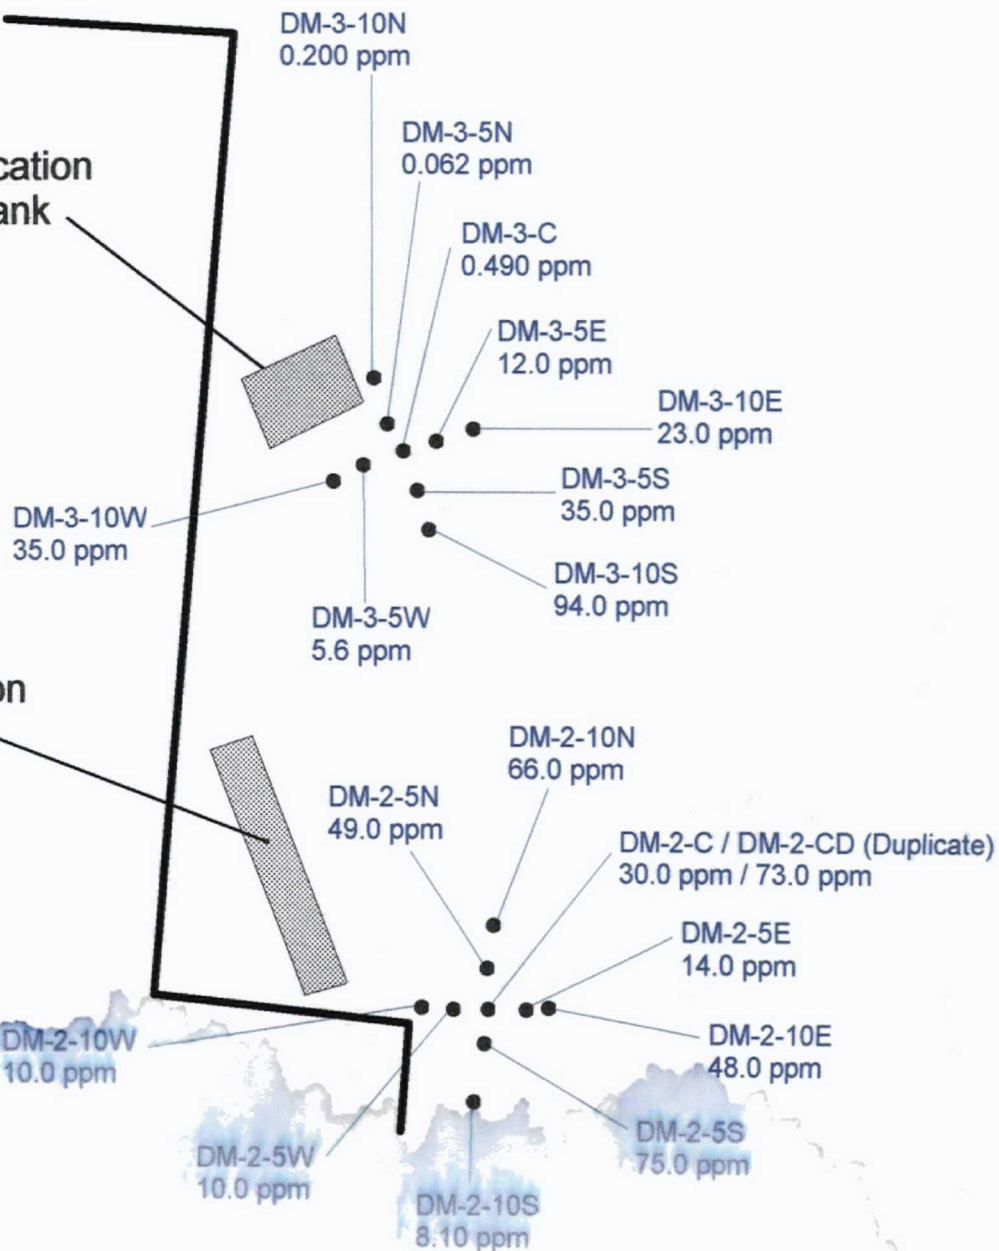 DM-3-10N
0.200 ppm
DM-3-5N
0.062 ppm
cation
ank
DM-3-C
0.490 ppm
DM-3-5E
12.0 ppm
DM-3-10E
23.0 ppm
DM-3-5S
35.0 ppm
DM-3-10W
35.0 ppm
DM-3-10S
94.0 ppm
DM-3-5W
5.6 ppm
on
DM-2-10N
66.0 ppm
DM-2-5N
49.0 ppm
DM-2-C / DM-2-CD (Duplicate)
30.0 ppm / 73.0 ppm
DM-2-5E
14.0 ppm
DM-2-10W
10.0 ppm
DM-2-10E
48.0 ppm
DM-2-5S
75.0 ppm
DM-2-5W
10.0 ppm
DM-2-10S
8.10 ppm